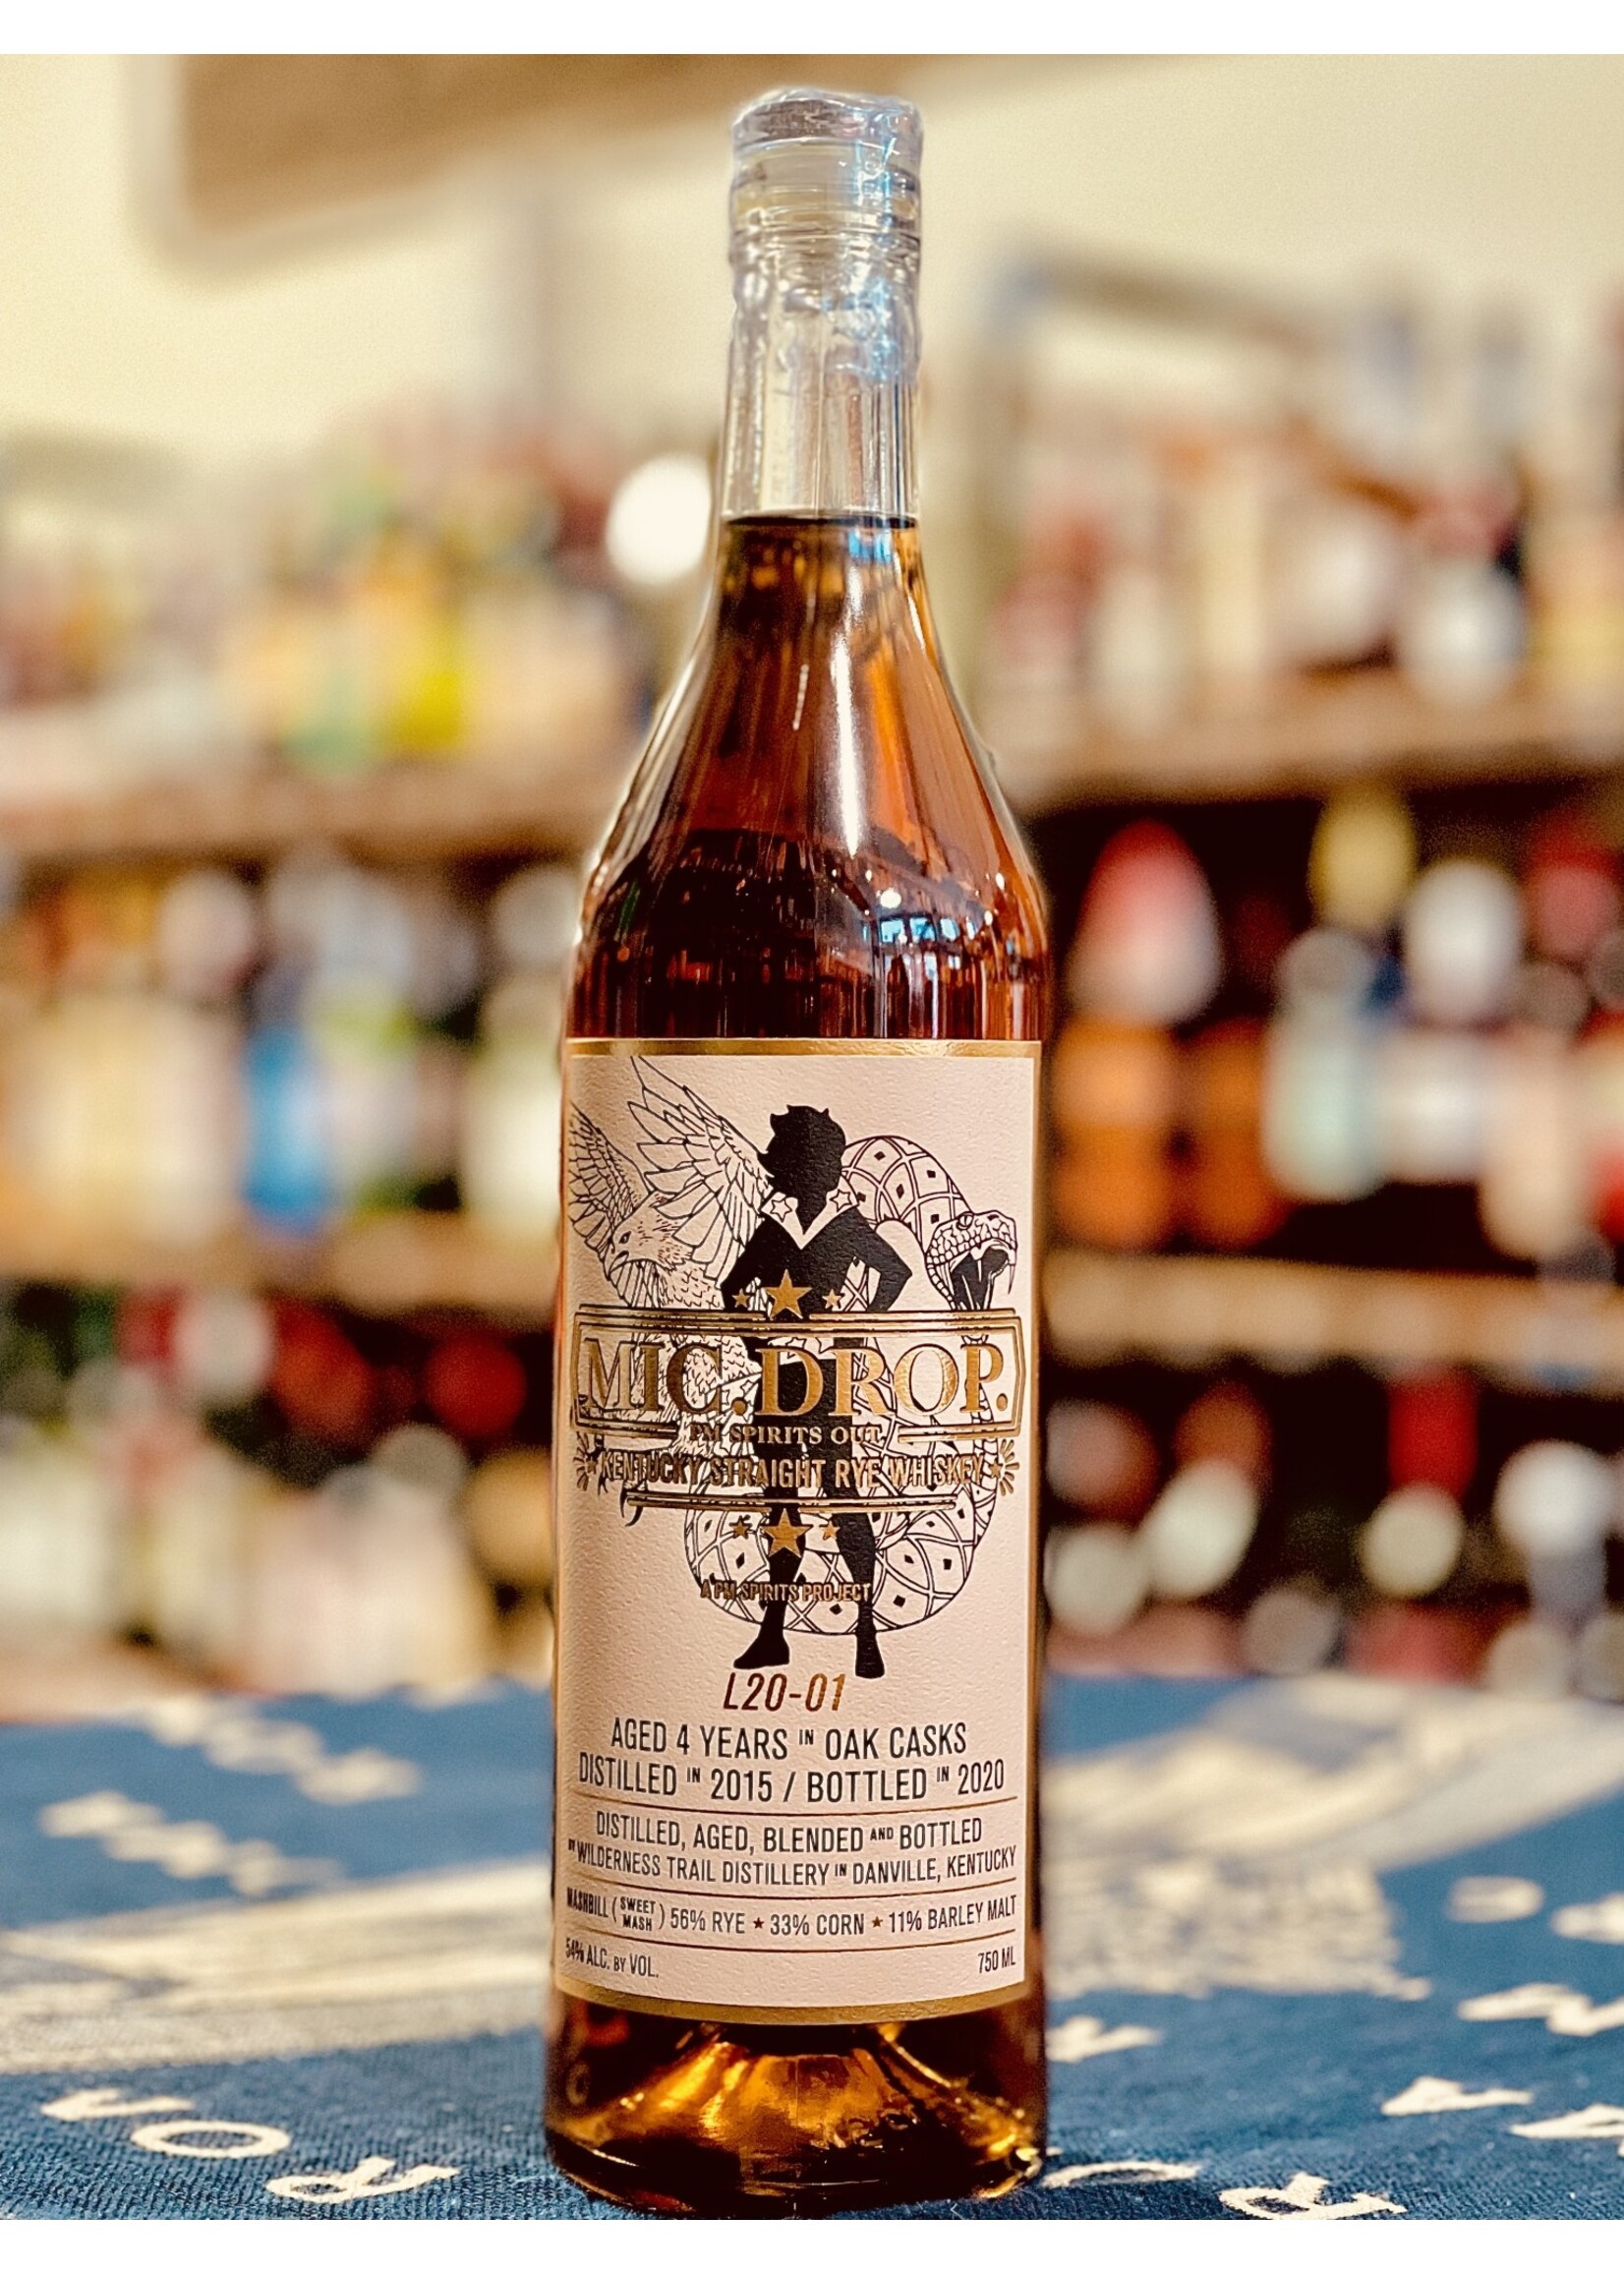 MIC. DROP.
PM SPIRITS OUT.
KENTUCKY STRAIGHT RYE WHISKEY
A PM SPIRITS PROJECT
L20-01
AGED 4 YEARS IN OAK CASKS
DISTILLED IN 2015 / BOTTLED IN 2020
DISTILLED, AGED, BLENDED AND BOTTLED
BY WILDERNESS TRAIL DISTILLERY IN DANVILLE, KENTUCKY
MASHBILL (SWEET MASH) 56% RYE ★ 33% CORN ★ 11% BARLEY MALT
54% ALC. BY VOL. 750 ML